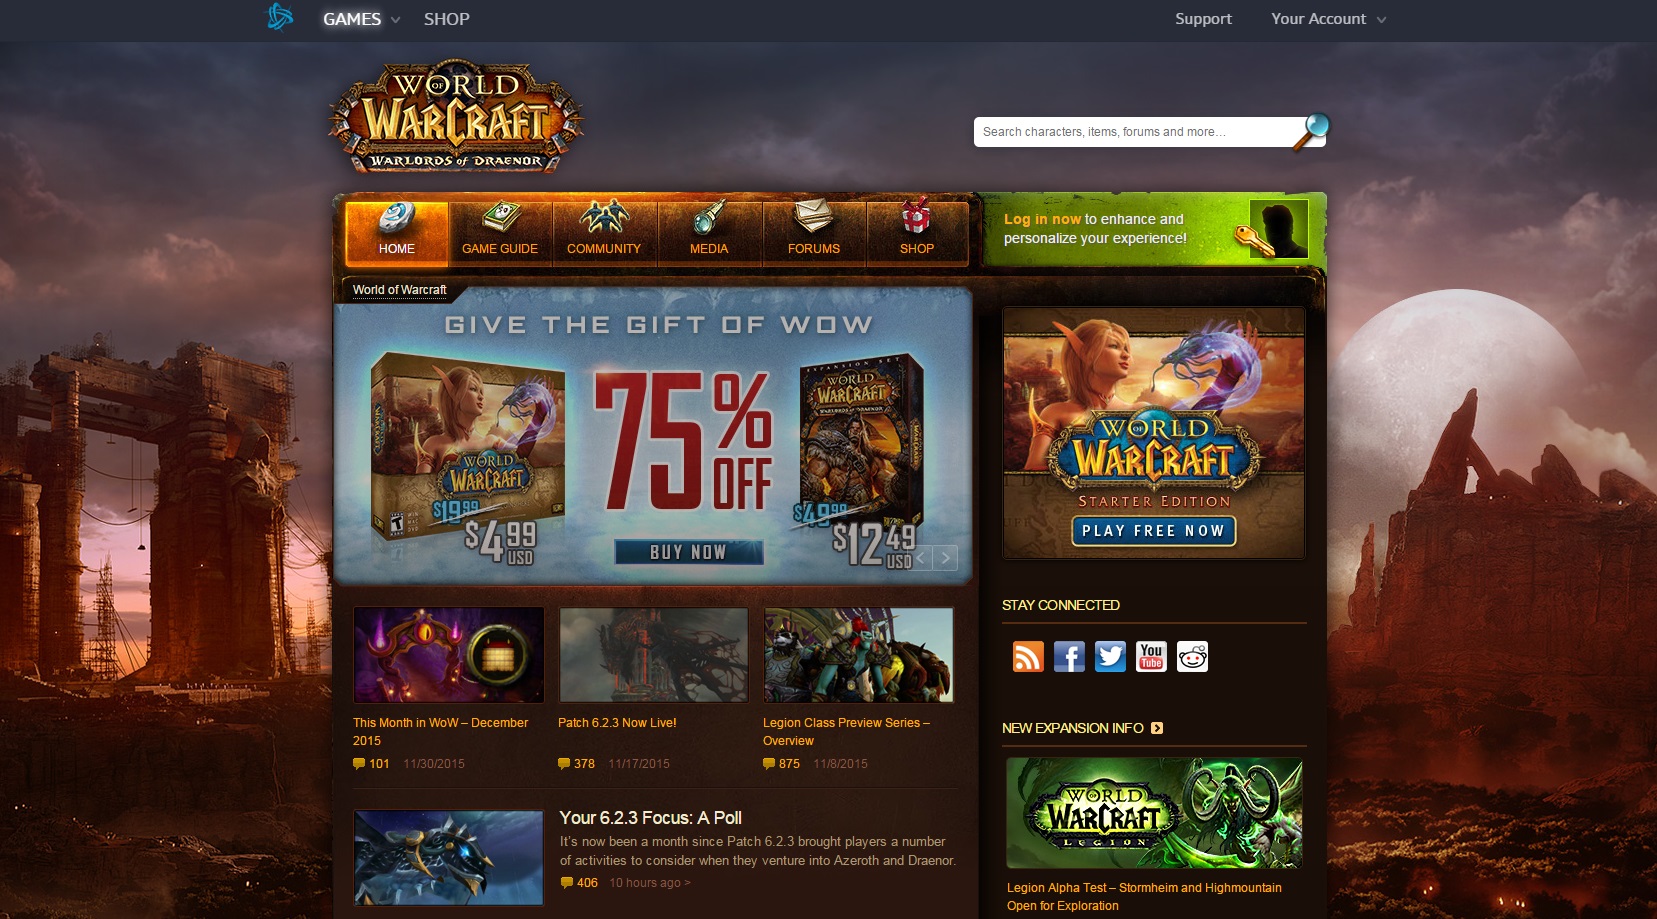 GAMES
SHOP
Support
Your Account
WORLD
OF
WARCRAFT
WARLORDS OF DRAENOR
Search characters, items, forums and more…
HOME
GAME GUIDE
COMMUNITY
MEDIA
FORUMS
SHOP
Log in now to enhance and
personalize your experience!
World of Warcraft
GIVE THE GIFT OF WOW
WORLD
OF
WARCRAFT
T
$19.99
$4.99
USD
75%
OFF
BUY NOW
EXPANSION SET
WORLD
OF
WARCRAFT
WARLORDS OF DRAENOR
$49.99
$12.49
USD
< >
WORLD
OF
WARCRAFT
STARTER EDITION
PLAY FREE NOW
This Month in WoW – December
2015
101 11/30/2015
Patch 6.2.3 Now Live!
378 11/17/2015
Legion Class Preview Series –
Overview
875 11/8/2015
Your 6.2.3 Focus: A Poll
It's now been a month since Patch 6.2.3 brought players a number
of activities to consider when they venture into Azeroth and Draenor.
406 10 hours ago >
STAY CONNECTED
f
You
Tube
NEW EXPANSION INFO
WORLD
OF
WARCRAFT
LEGION
Legion Alpha Test – Stormheim and Highmountain
Open for Exploration